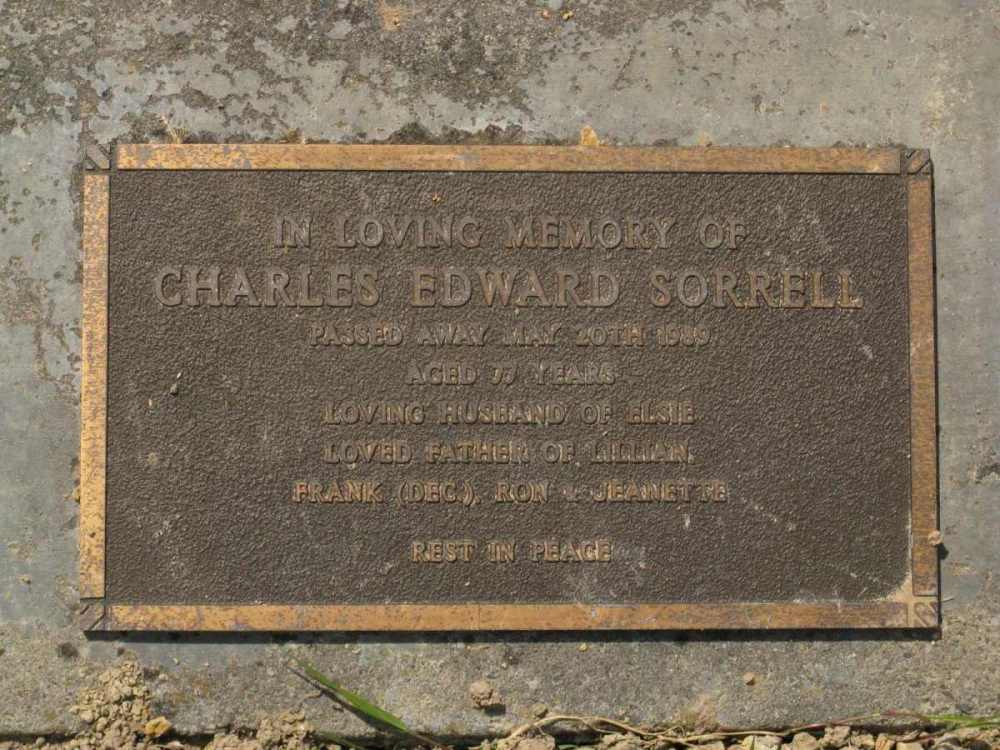 IN LOVING MEMORY OF
CHARLES EDWARD SORRELL
PASSED AWAY MAY 20TH 1989
AGED 77 YEARS
LOVING HUSBAND OF ELSIE
LOVED FATHER OF LILLIAN,
FRANK (DEC.), RON & JEANETTE
REST IN PEACE